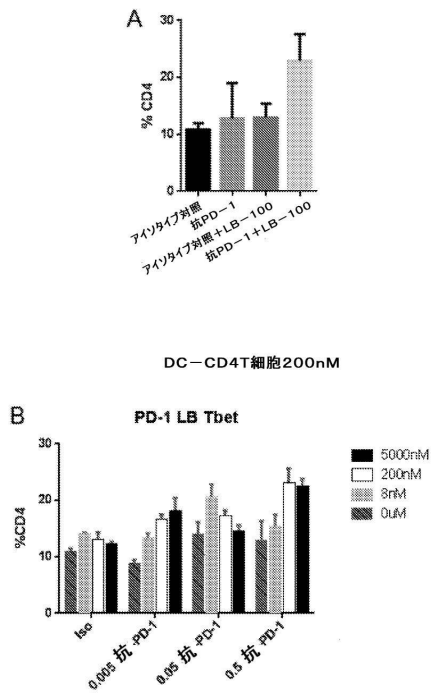 A
30
20
10
0
% CD4
アイソタイプ対照
抗PD-1
アイソタイプ対照+LB-100
抗PD-1+LB-100
DC-CD4T細胞200nM
B
PD-1 LB Tbet
30
20
10
0
%CD4
Iso
0.005 抗 -PD-1
0.05 抗 -PD-1
0.5 抗 -PD-1
5000nM
200nM
8nM
0uM